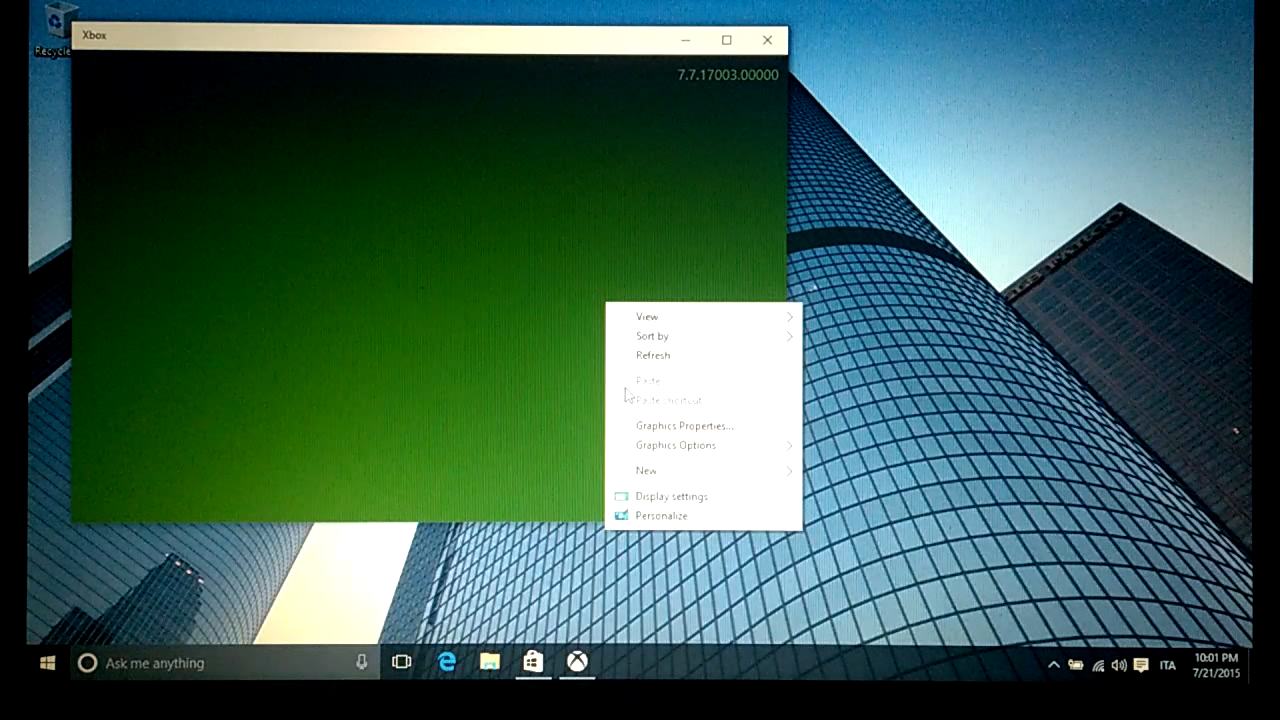 Recycle
Xbox
7.7.17003.00000
View
Sort by
Refresh
Paste
Paste shortcut
Graphics Properties...
Graphics Options
New
Display settings
Personalize
Ask me anything
ITA
10:01 PM
7/21/2015